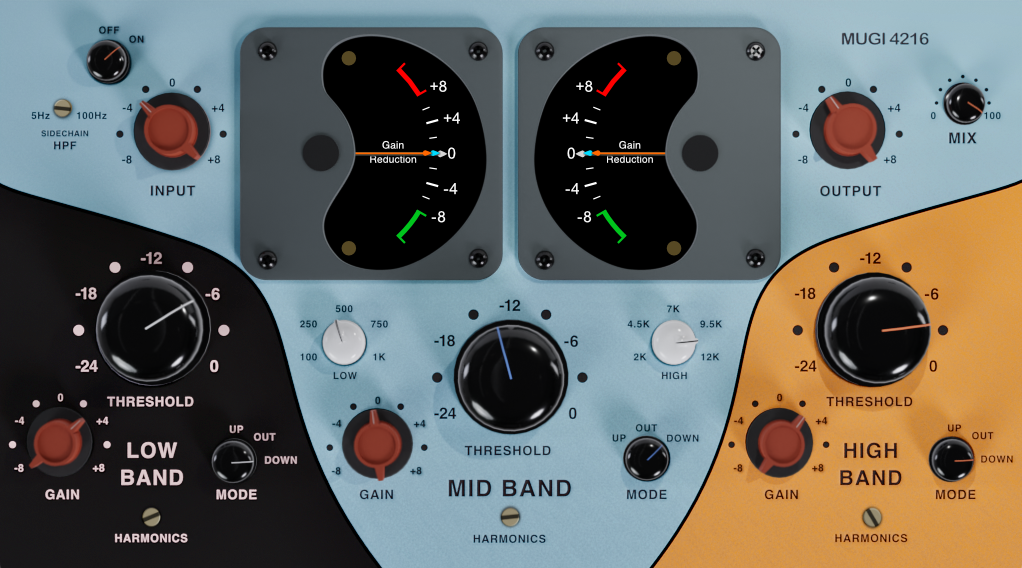 OFF
ON
5Hz 100Hz
SIDECHAIN
HPF
0
-4 +4
-8 +8
INPUT
+8
+4
Gain
0
Reduction
-4
-8
+8
+4
Gain
0
Reduction
-4
-8
MUGI 4216
0
-4 +4
-8 +8
OUTPUT
0 100
MIX
-12
-18 -6
-24 0
THRESHOLD
0
-4 +4
-8 +8
GAIN
LOW
BAND
UP
OUT
DOWN
MODE
HARMONICS
500
250 750
100 1K
LOW
-12
-18 -6
-24 0
THRESHOLD
7K
4.5K 9.5K
2K 12K
HIGH
0
-4 +4
-8 +8
GAIN
MID BAND
OUT
UP DOWN
MODE
HARMONICS
-12
-18 -6
-24 0
THRESHOLD
0
-4 +4
-8 +8
GAIN
HIGH
BAND
UP
OUT
DOWN
MODE
HARMONICS